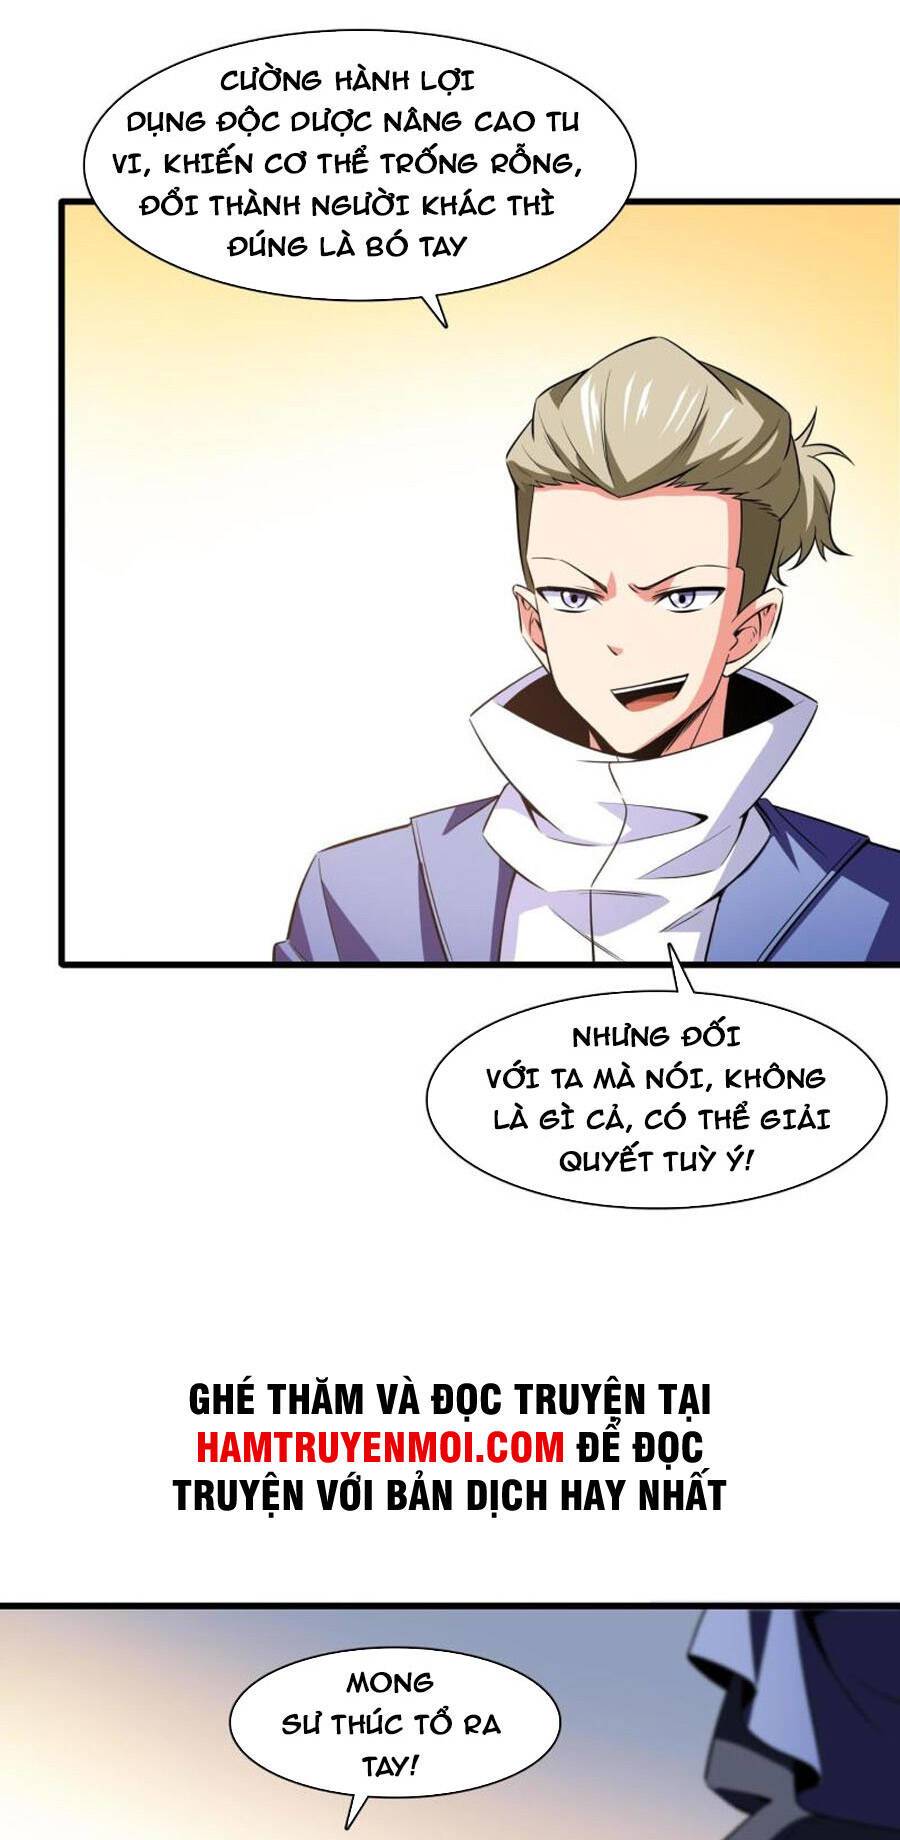 CƯỜNG HÀNH LỢI
DỤNG ĐỘC DƯỢC NÂNG CAO TU
VI, KHIẾN CƠ THỂ TRỐNG RỖNG,
ĐỔI THÀNH NGƯỜI KHÁC THÌ
ĐÚNG LÀ BÓ TAY
NHƯNG ĐỐI
VỚI TA MÀ NÓI, KHÔNG
LÀ GÌ CẢ, CÓ THỂ GIẢI
QUYẾT TUỲ Ý!
GHÉ THĂM VÀ ĐỌC TRUYỆN TẠI
HAMTRUYENMOI.COM ĐỂ ĐỌC
TRUYỆN VỚI BẢN DỊCH HAY NHẤT
MONG
SƯ THÚC TỔ RA
TAY!